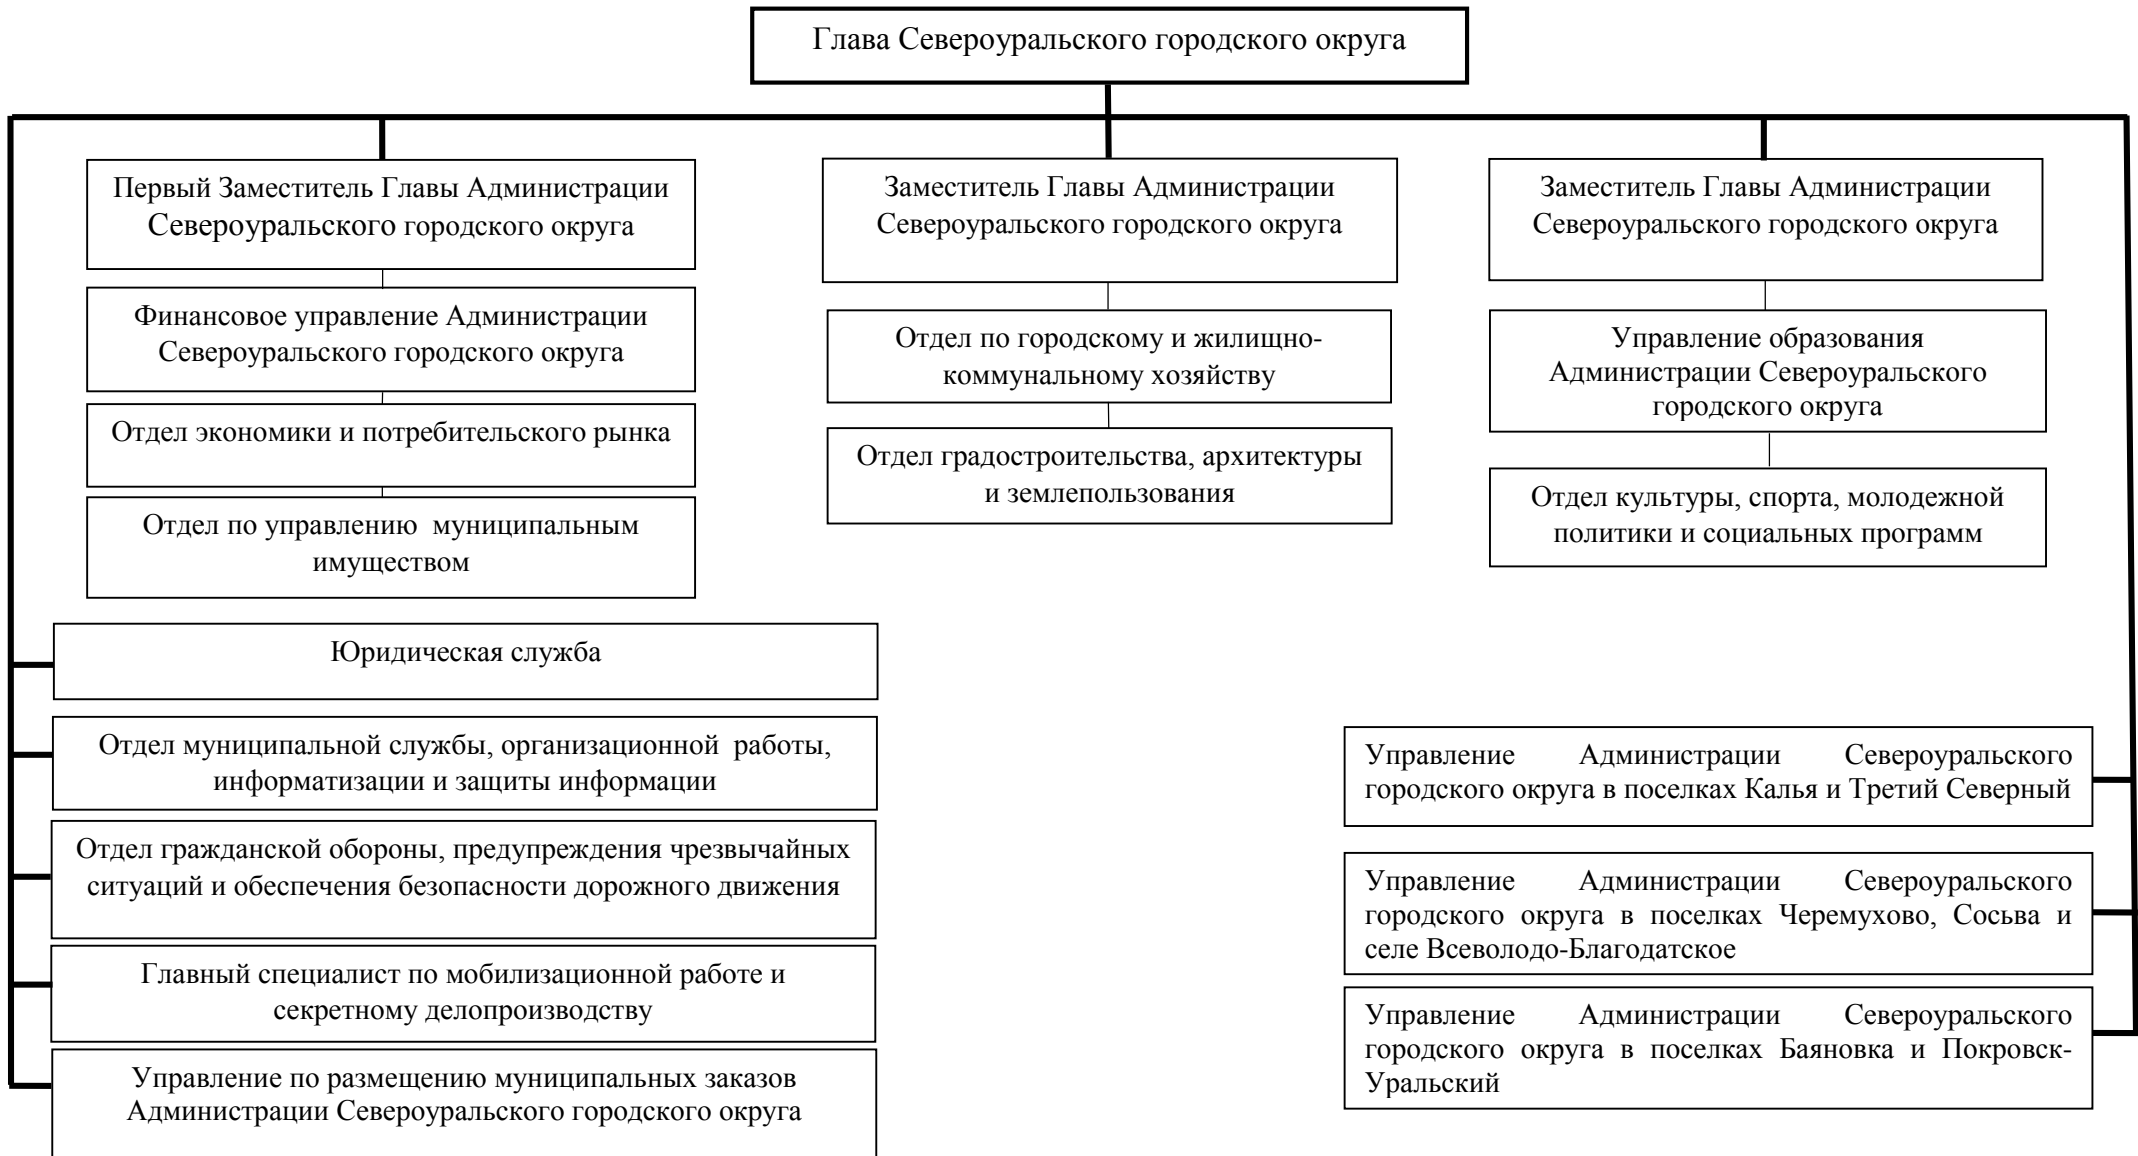 Глава Североуральского городского округа
Первый Заместитель Главы Администрации
Североуральского городского округа
Финансовое управление Администрации
Североуральского городского округа
Отдел экономики и потребительского рынка
Отдел по управлению муниципальным
имуществом
Заместитель Главы Администрации
Североуральского городского округа
Отдел по городскому и жилищно-
коммунальному хозяйству
Отдел градостроительства, архитектуры
и землепользования
Заместитель Главы Администрации
Североуральского городского округа
Управление образования
Администрации Североуральского
городского округа
Отдел культуры, спорта, молодежной
политики и социальных программ
Юридическая служба
Отдел муниципальной службы, организационной работы,
информатизации и защиты информации
Отдел гражданской обороны, предупреждения чрезвычайных
ситуаций и обеспечения безопасности дорожного движения
Главный специалист по мобилизационной работе и
секретному делопроизводству
Управление по размещению муниципальных заказов
Администрации Североуральского городского округа
Управление Администрации Североуральского
городского округа в поселках Калья и Третий Северный
Управление Администрации Североуральского
городского округа в поселках Черемухово, Сосьва и
селе Всеволодо-Благодатское
Управление Администрации Североуральского
городского округа в поселках Баяновка и Покровск-
Уральский